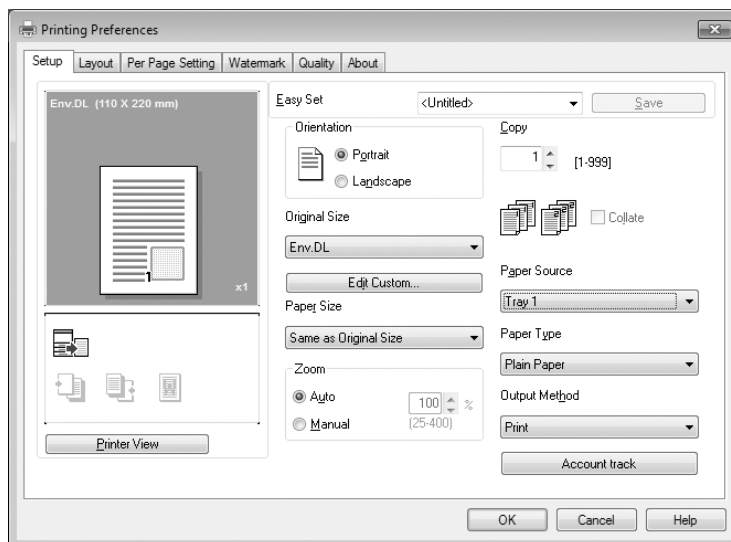 Printing Preferences
Setup Layout Per Page Setting Watermark Quality About
Env.DL (110 X 220 mm)
1
x1
Printer View
Easy Set <Untitled> Save
Orientation
Portrait
Landscape
Original Size
Env.DL
Edit Custom...
Paper Size
Same as Original Size
Zoom
Auto
Manual
100 %
(25-400)
Copy
1 [1-999]
Collate
Paper Source
Tray 1
Paper Type
Plain Paper
Output Method
Print
Account track
OK Cancel Help